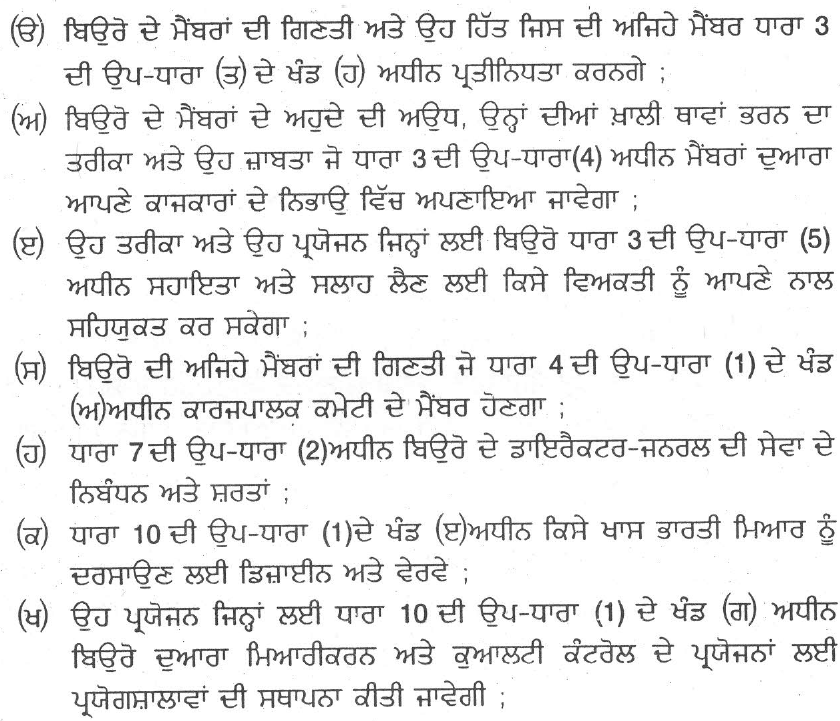 (ੳ) ਬਿਉਰੋ ਦੇ ਮੈਂਬਰਾਂ ਦੀ ਗਿਣਤੀ ਅਤੇ ਉਹ ਹਿੱਤ ਜਿਸ ਦੀ ਅਜਿਹੇ ਮੈਂਬਰ ਧਾਰਾ 3
ਦੀ ਉਪ-ਧਾਰਾ (ਤ) ਦੇ ਖੰਡ (ਹ) ਅਧੀਨ ਪ੍ਰਤੀਨਿਧਤਾ ਕਰਨਗੇ ;
(ਅ) ਬਿਉਰੋ ਦੇ ਮੈਂਬਰਾਂ ਦੇ ਅਹੁਦੇ ਦੀ ਅਉਧ, ਉਨ੍ਹਾਂ ਦੀਆਂ ਖ਼ਾਲੀ ਥਾਵਾਂ ਭਰਨ ਦਾ
ਤਰੀਕਾ ਅਤੇ ਉਹ ਜ਼ਾਬਤਾ ਜੋ ਧਾਰਾ 3 ਦੀ ਉਪ-ਧਾਰਾ(4) ਅਧੀਨ ਮੈਂਬਰਾਂ ਦੁਆਰਾ
ਆਪਣੇ ਕਾਜਕਾਰਾਂ ਦੇ ਨਿਭਾਉ ਵਿੱਚ ਅਪਣਾਇਆ ਜਾਵੇਗਾ ;
(ੲ) ਉਹ ਤਰੀਕਾ ਅਤੇ ਉਹ ਪ੍ਰਯੋਜਨ ਜਿਨ੍ਹਾਂ ਲਈ ਬਿਉਰੋ ਧਾਰਾ 3 ਦੀ ਉਪ-ਧਾਰਾ (5)
ਅਧੀਨ ਸਹਾਇਤਾ ਅਤੇ ਸਲਾਹ ਲੈਣ ਲਈ ਕਿਸੇ ਵਿਅਕਤੀ ਨੂੰ ਆਪਣੇ ਨਾਲ
ਸਹਿਯੁਕਤ ਕਰ ਸਕੇਗਾ ;
(ਸ) ਬਿਉਰੋ ਦੀ ਅਜਿਹੇ ਮੈਂਬਰਾਂ ਦੀ ਗਿਣਤੀ ਜੋ ਧਾਰਾ 4 ਦੀ ਉਪ-ਧਾਰਾ (1) ਦੇ ਖੰਡ
(ਅ)ਅਧੀਨ ਕਾਰਜਪਾਲਕ ਕਮੇਟੀ ਦੇ ਮੈਂਬਰ ਹੋਣਗਾ ;
(ਹ) ਧਾਰਾ 7 ਦੀ ਉਪ-ਧਾਰਾ (2)ਅਧੀਨ ਬਿਉਰੋ ਦੇ ਡਾਇਰੈਕਟਰ-ਜਨਰਲ ਦੀ ਸੇਵਾ ਦੇ
ਨਿਬੰਧਨ ਅਤੇ ਸ਼ਰਤਾਂ ;
(ਕ) ਧਾਰਾ 10 ਦੀ ਉਪ-ਧਾਰਾ (1)ਦੇ ਖੰਡ (ੲ)ਅਧੀਨ ਕਿਸੇ ਖਾਸ ਭਾਰਤੀ ਮਿਆਰ ਨੂੰ
ਦਰਸਾਉਣ ਲਈ ਡਿਜ਼ਾਈਨ ਅਤੇ ਵੇਰਵੇ ;
(ਖ) ਉਹ ਪ੍ਰਯੋਜਨ ਜਿਨ੍ਹਾਂ ਲਈ ਧਾਰਾ 10 ਦੀ ਉਪ-ਧਾਰਾ (1) ਦੇ ਖੰਡ (ਗ) ਅਧੀਨ
ਬਿਉਰੋ ਦੁਆਰਾ ਮਿਆਰੀਕਰਨ ਅਤੇ ਕੁਆਲਟੀ ਕੰਟਰੋਲ ਦੇ ਪ੍ਰਯੋਜਨਾਂ ਲਈ
ਪ੍ਰਯੋਗਸ਼ਾਲਾਵਾਂ ਦੀ ਸਥਾਪਨਾ ਕੀਤੀ ਜਾਵੇਗੀ ;